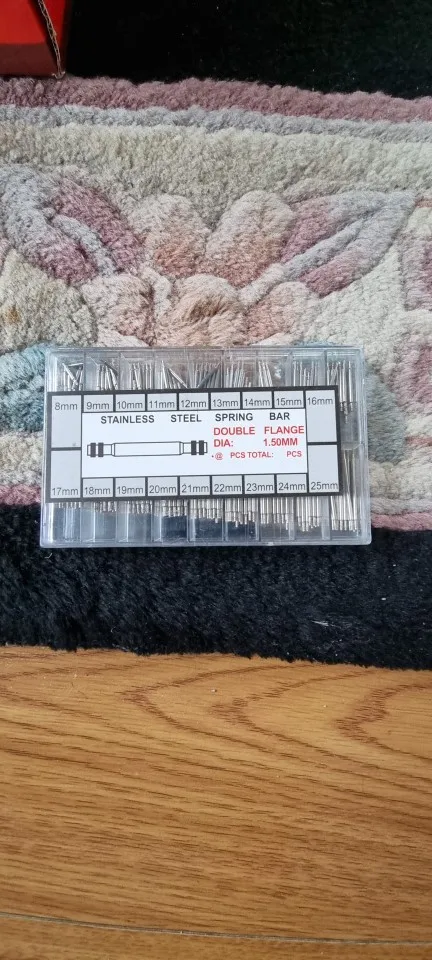 8mm 9mm 10mm 11mm 12mm 13mm 14mm 15mm 16mm
STAINLESS STEEL SPRING BAR
DOUBLE FLANGE
DIA: 1.50MM
·@ PCS TOTAL: PCS
17mm 18mm 19mm 20mm 21mm 22mm 23mm 24mm 25mm